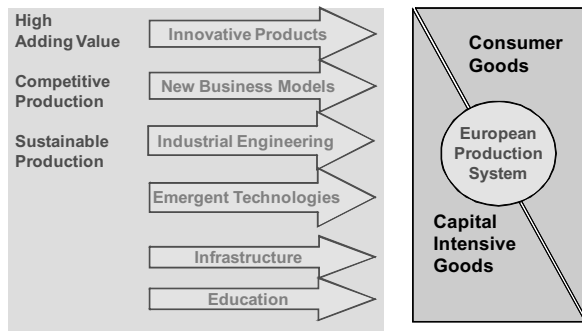 High
Adding Value
Competitive
Production
Sustainable
Production
Innovative Products
New Business Models
Industrial Engineering
Emergent Technologies
Infrastructure
Education
Consumer
Goods
European
Production
System
Capital
Intensive
Goods